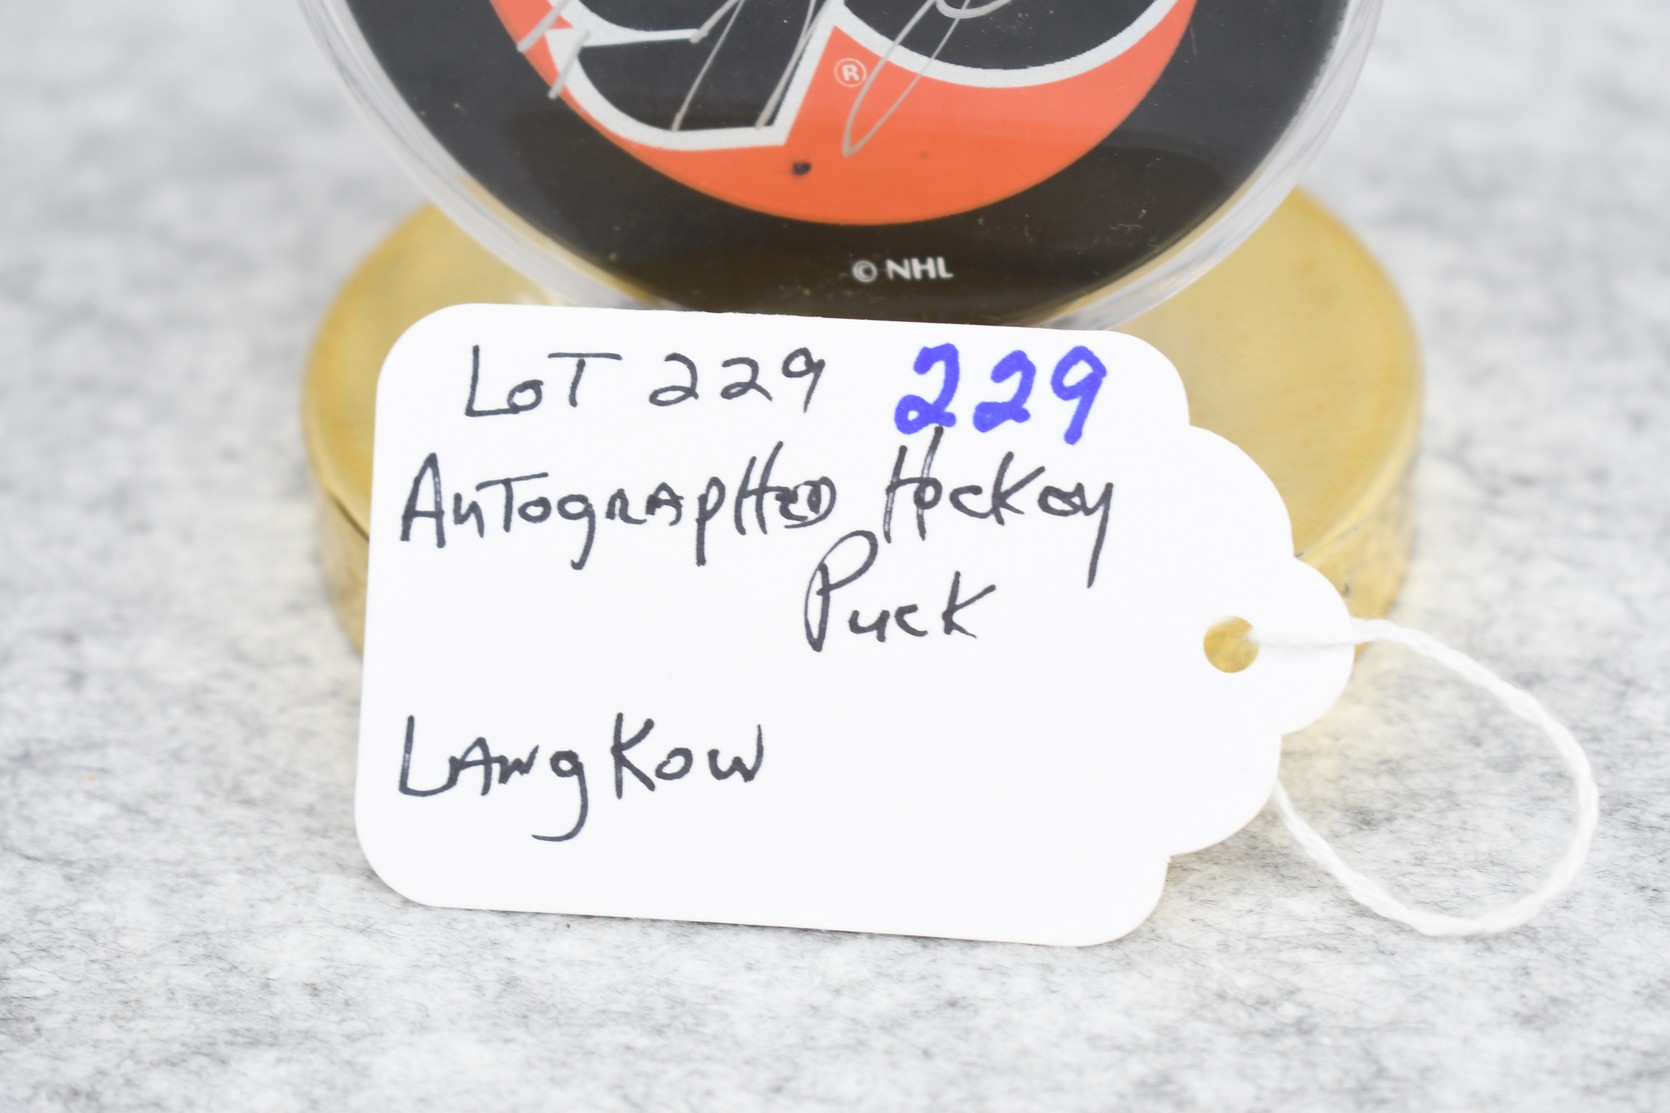 ®
© NHL
LOT 229 229
AUTOGRAPHED HOCKEY
PUCK
LANGKOW